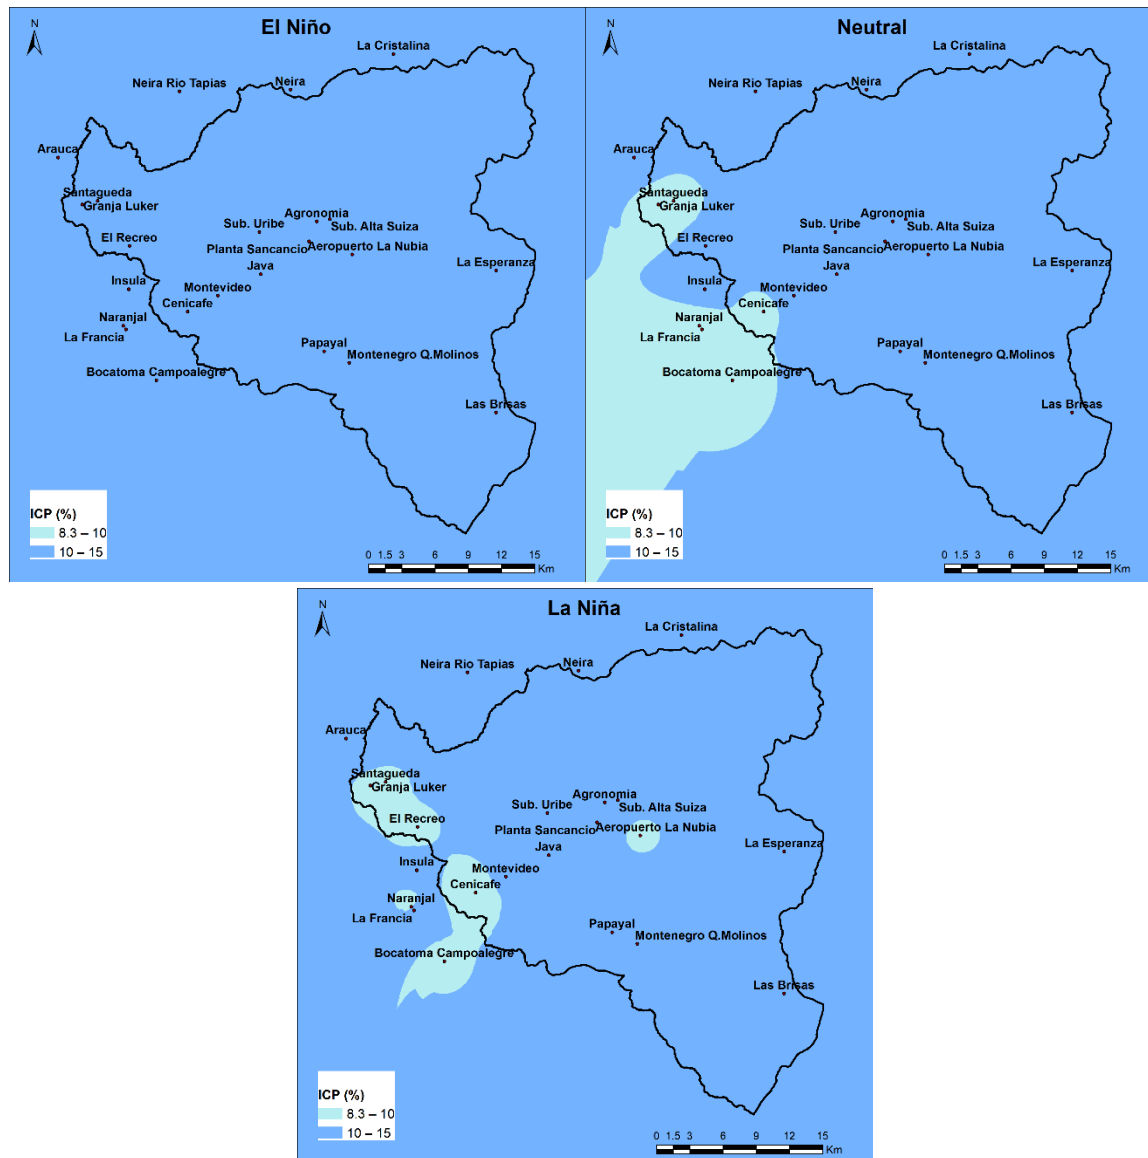 El Niño
N
La Cristalina
Neira Rio Tapias
Neira
Arauca
Santagueda
Granja Luker
Agronomia
Sub. Uribe
Sub. Alta Suiza
El Recreo
Planta Sancancio
Aeropuerto La Nubia
Java
La Esperanza
Insula
Montevideo
Cenicafe
Naranjal
La Francia
Papayal
Montenegro Q.Molinos
Bocatoma Campoalegre
Las Brisas
ICP (%)
8.3 – 10
10 – 15
0 1.5 3 6 9 12 15
Km
Neutral
N
La Cristalina
Neira Rio Tapias
Neira
Arauca
Santagueda
Granja Luker
Agronomia
Sub. Uribe
Sub. Alta Suiza
El Recreo
Planta Sancancio
Aeropuerto La Nubia
Java
La Esperanza
Insula
Montevideo
Cenicafe
Naranjal
La Francia
Papayal
Montenegro Q.Molinos
Bocatoma Campoalegre
Las Brisas
ICP (%)
8.3 – 10
10 – 15
0 1.5 3 6 9 12 15
Km
La Niña
N
La Cristalina
Neira Rio Tapias
Neira
Arauca
Santagueda
Granja Luker
Agronomia
Sub. Uribe
Sub. Alta Suiza
El Recreo
Planta Sancancio
Aeropuerto La Nubia
Java
La Esperanza
Insula
Montevideo
Cenicafe
Naranjal
La Francia
Papayal
Montenegro Q.Molinos
Bocatoma Campoalegre
Las Brisas
ICP (%)
8.3 – 10
10 – 15
0 1.5 3 6 9 12 15
Km